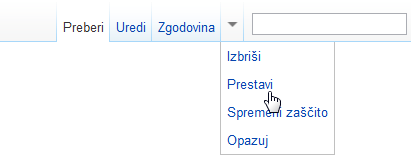 Preberi Uredi Zgodovina
Izbriši
Prestavi
Spremeni zaščito
Opazuj